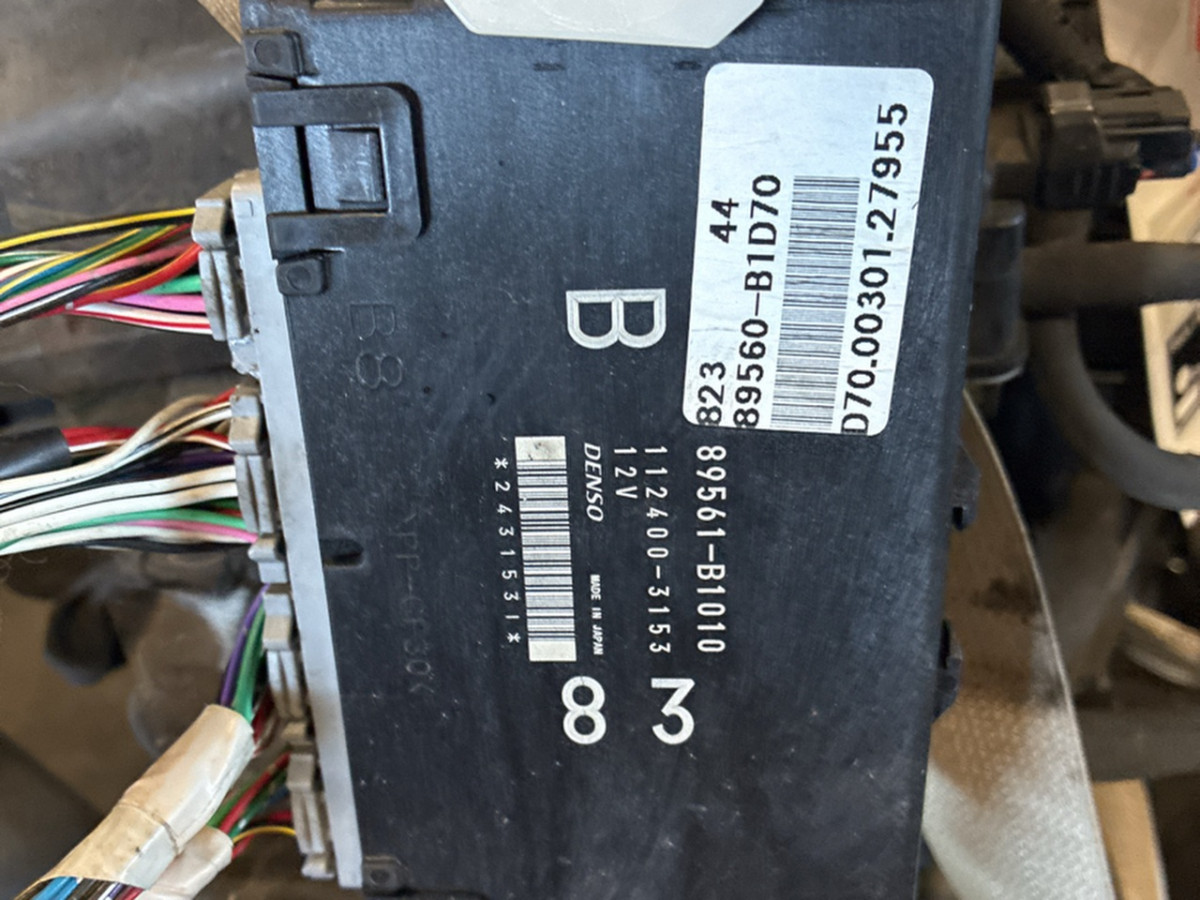 823 44
89560-B1D70
D70.00301.27955
B
89561-B1010
112400-3153
12V
DENSO MADE IN JAPAN
*2431531*
3
8
B8